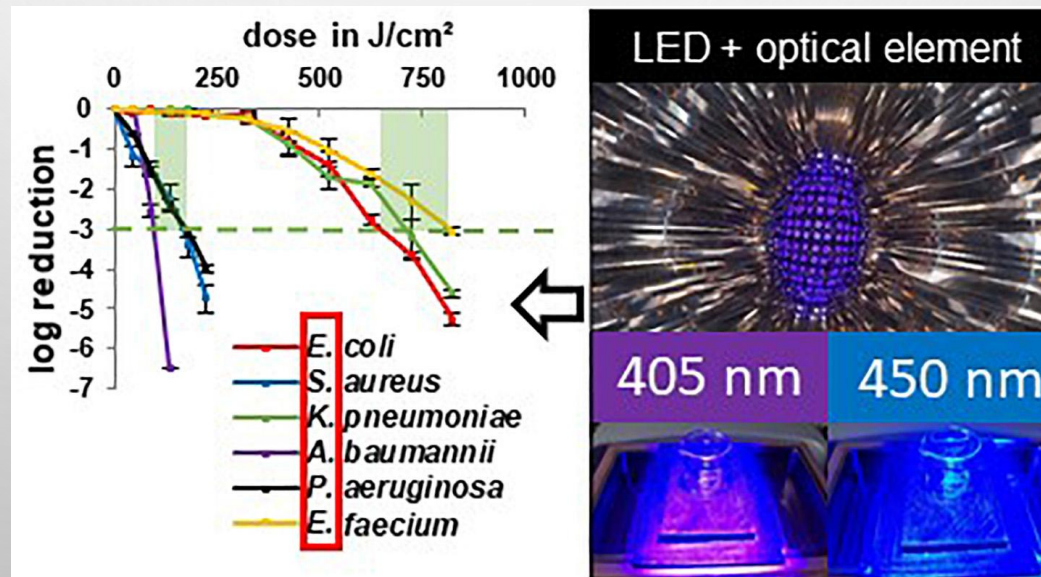 dose in J/cm²
0 250 500 750 1000
log reduction
0
-1
-2
-3
-4
-5
-6
-7
E. coli
S. aureus
K. pneumoniae
A. baumannii
P. aeruginosa
E. faecium
LED + optical element
405 nm
450 nm